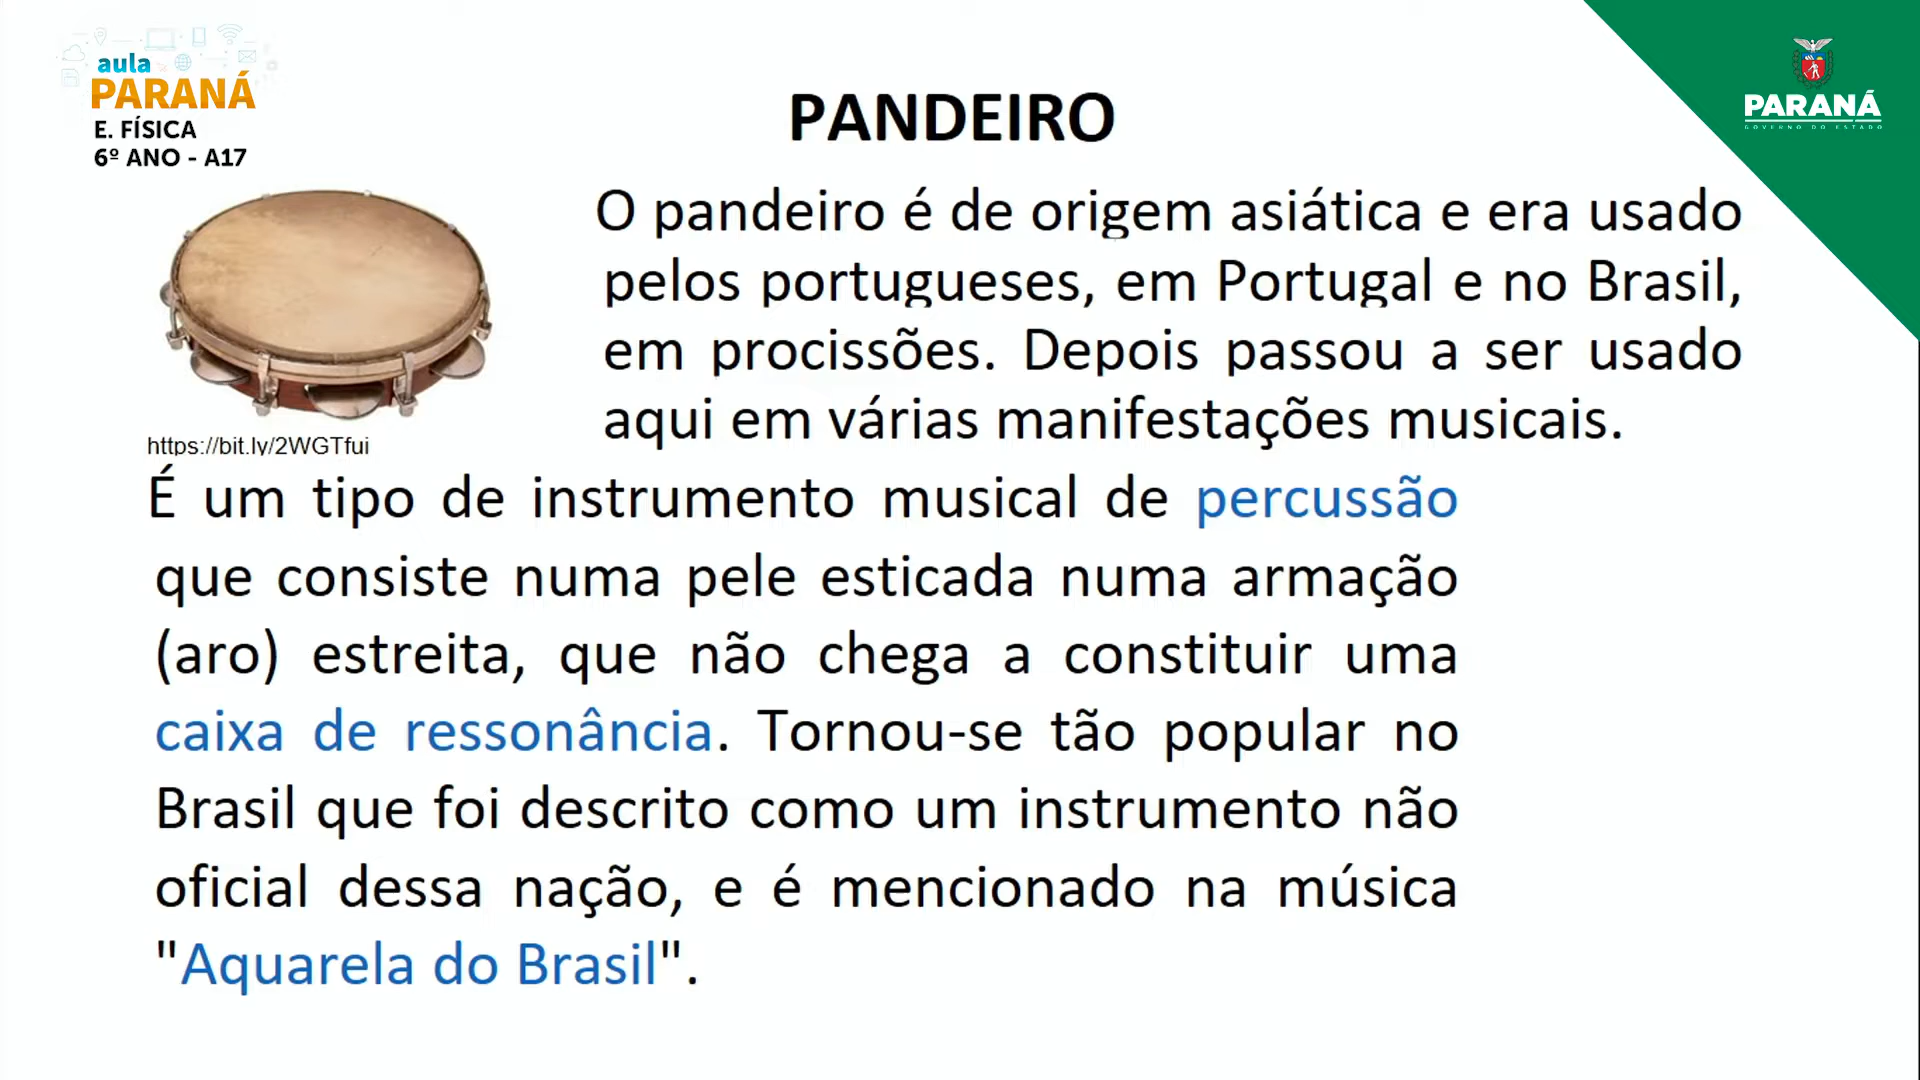 aula
PARANÁ
E. FÍSICA
6º ANO - A17
PARANÁ
GOVERNO DO ESTADO
PANDEIRO
O pandeiro é de origem asiática e era usado
pelos portugueses, em Portugal e no Brasil,
em procissões. Depois passou a ser usado
aqui em várias manifestações musicais.
https://bit.ly/2WGTfui
É um tipo de instrumento musical de percussão
que consiste numa pele esticada numa armação
(aro) estreita, que não chega a constituir uma
caixa de ressonância. Tornou-se tão popular no
Brasil que foi descrito como um instrumento não
oficial dessa nação, e é mencionado na música
"Aquarela do Brasil".